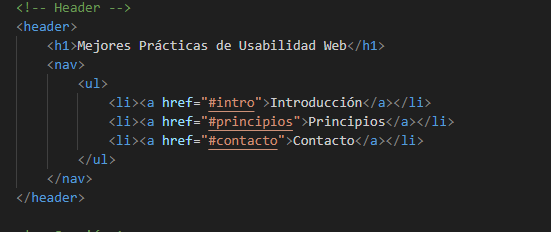 <!-- Header -->
<header>
<h1>Mejores Prácticas de Usabilidad Web</h1>
<nav>
<ul>
<li><a href="#intro">Introducción</a></li>
<li><a href="#principios">Principios</a></li>
<li><a href="#contacto">Contacto</a></li>
</ul>
</nav>
</header>